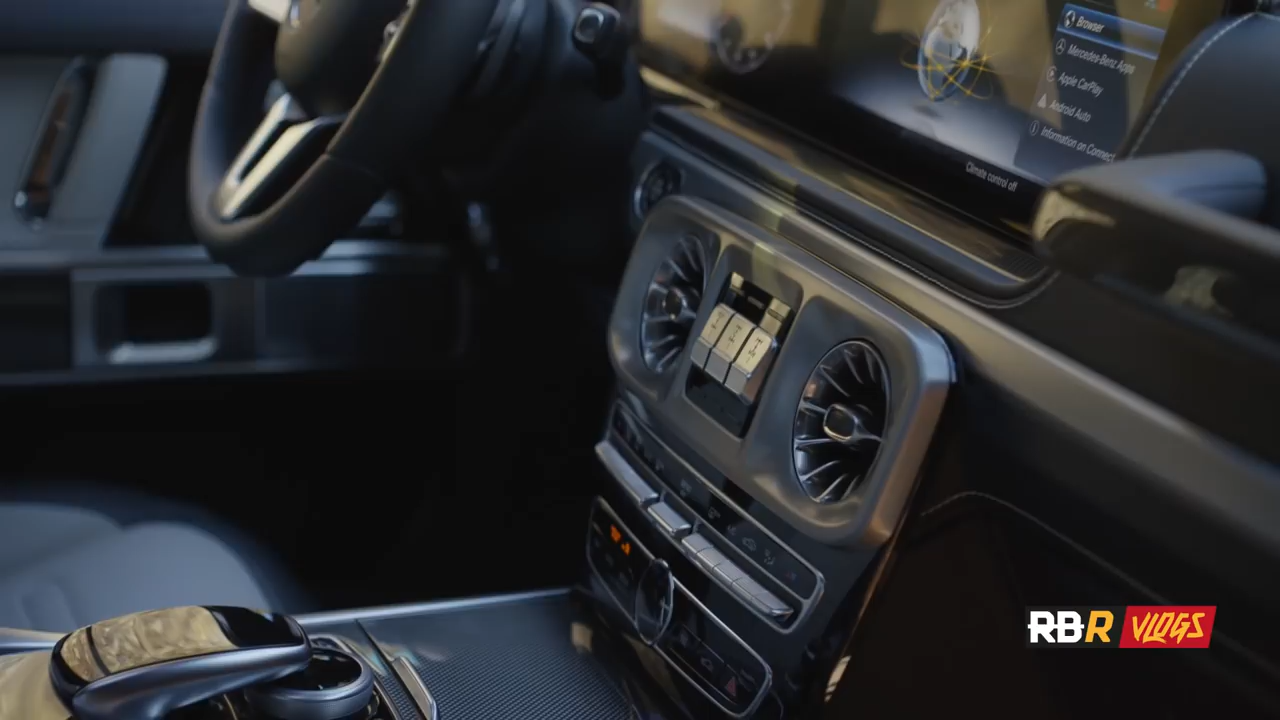 Browser
Mercedes-Benz Apps
Apple CarPlay
Android Auto
Information on Connect
Climate control off
RBR VLOGS